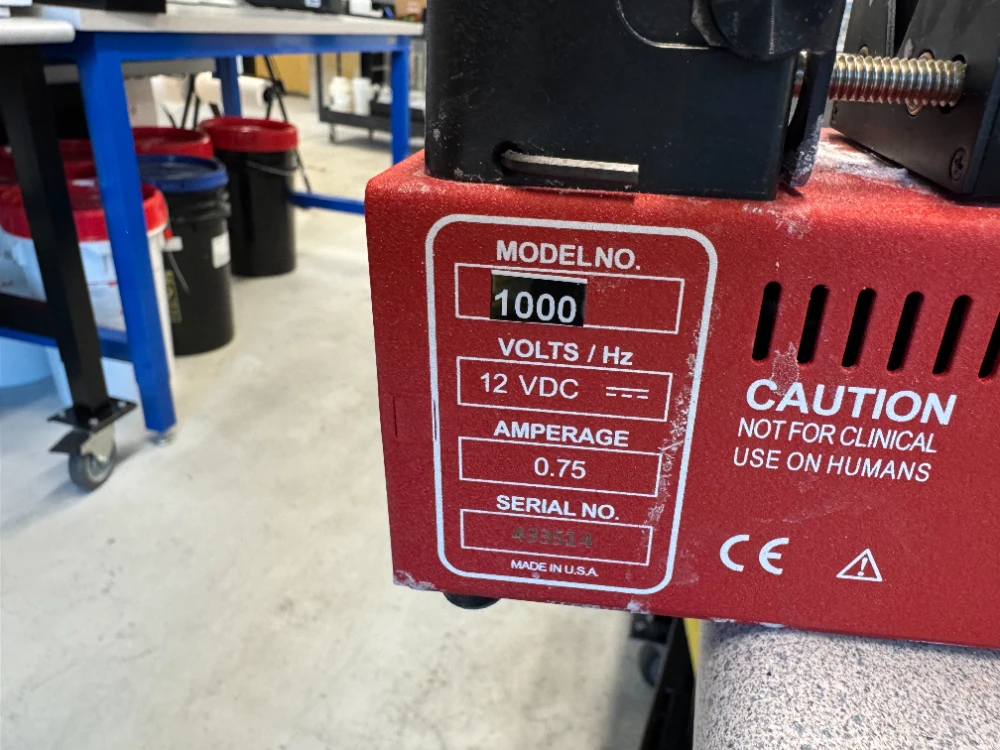 MODEL NO.
1000
VOLTS / Hz
12 VDC
AMPERAGE
0.75
SERIAL NO.
MADE IN U.S.A.
CAUTION
NOT FOR CLINICAL
USE ON HUMANS
CE